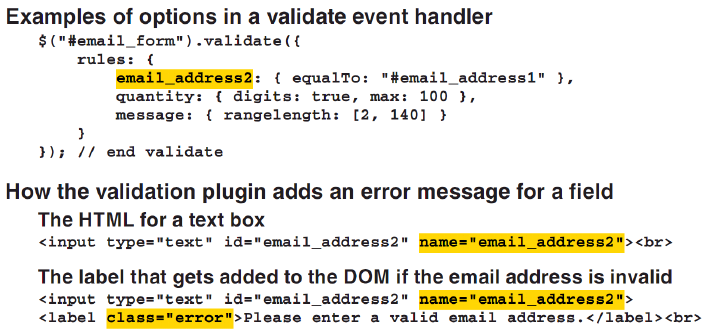 Examples of options in a validate event handler
$("#email_form").validate({
    rules: {
        email_address2: { equalTo: "#email_address1" },
        quantity: { digits: true, max: 100 },
        message: { rangelength: [2, 140] }
    }
}); // end validate
How the validation plugin adds an error message for a field
The HTML for a text box
<input type="text" id="email_address2" name="email_address2"><br>
The label that gets added to the DOM if the email address is invalid
<input type="text" id="email_address2" name="email_address2">
<label class="error">Please enter a valid email address.</label><br>